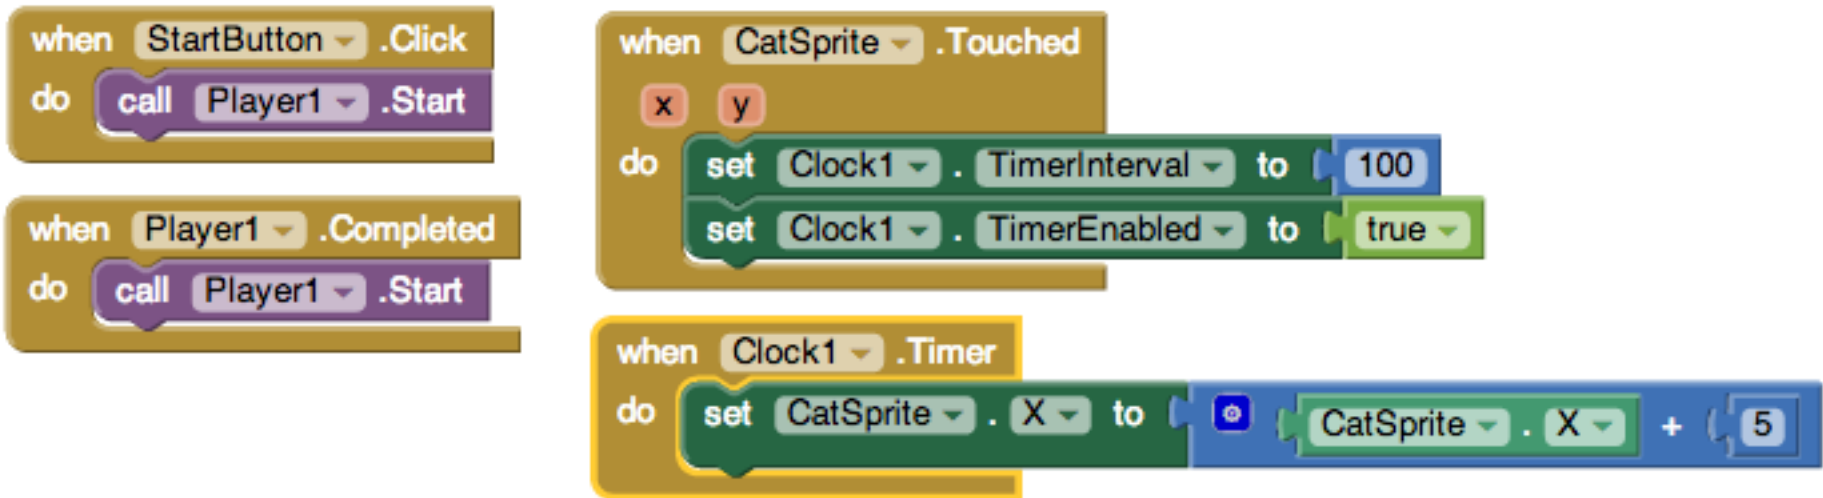 when StartButton .Click
do call Player1 .Start
when Player1 .Completed
do call Player1 .Start
when CatSprite .Touched
x y
do set Clock1 . TimerInterval to 100
set Clock1 . TimerEnabled to true
when Clock1 .Timer
do set CatSprite . X to CatSprite . X + 5